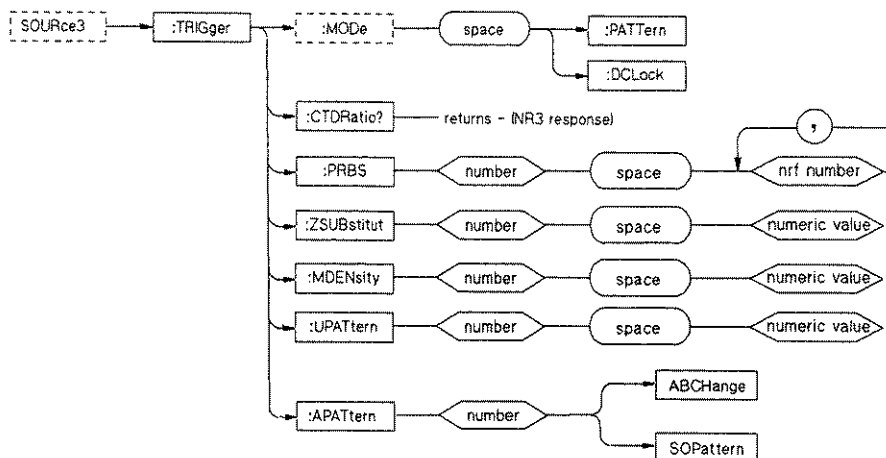 SOURce3 :TRIGger :MODe space :PATTern
:DCLock
:CTDRatio? returns - (NR3 response)
,
:PRBS number space nrf number
:ZSUBstitut number space numeric value
:MDENsity number space numeric value
:UPATtern number space numeric value
ABCHange
:APATtern number
SOPattern